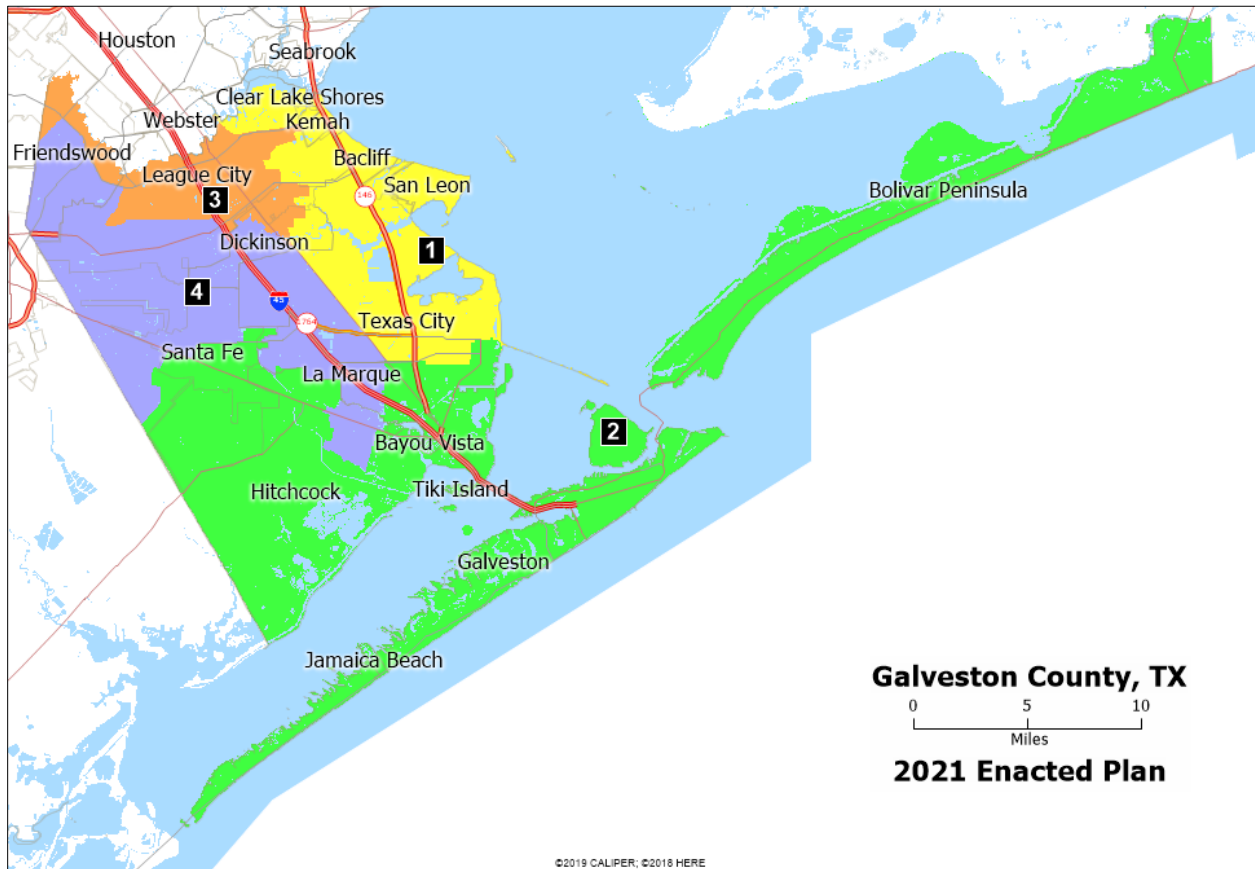 Houston
Seabrook
Clear Lake Shores
Webster
Kemah
Friendswood
Bacliff
League City
San Leon
146
3
Bolivar Peninsula
Dickinson
1
4
45
1764
Texas City
Santa Fe
La Marque
2
Bayou Vista
Hitchcock
Tiki Island
Galveston
Jamaica Beach
Galveston County, TX
0 5 10
Miles
2021 Enacted Plan
©2019 CALIPER; ©2018 HERE